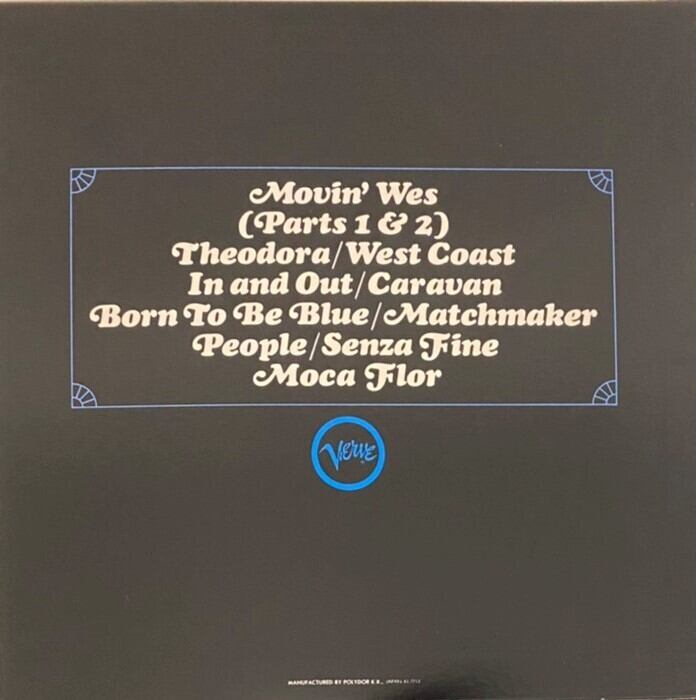 Movin' Wes
(Parts 1 & 2)
Theodora/West Coast
In and Out/Caravan
Born To Be Blue/Matchmaker
People/Senza Fine
Moca Flor
Verve
MANUFACTURED BY POLYDOR K.K.,